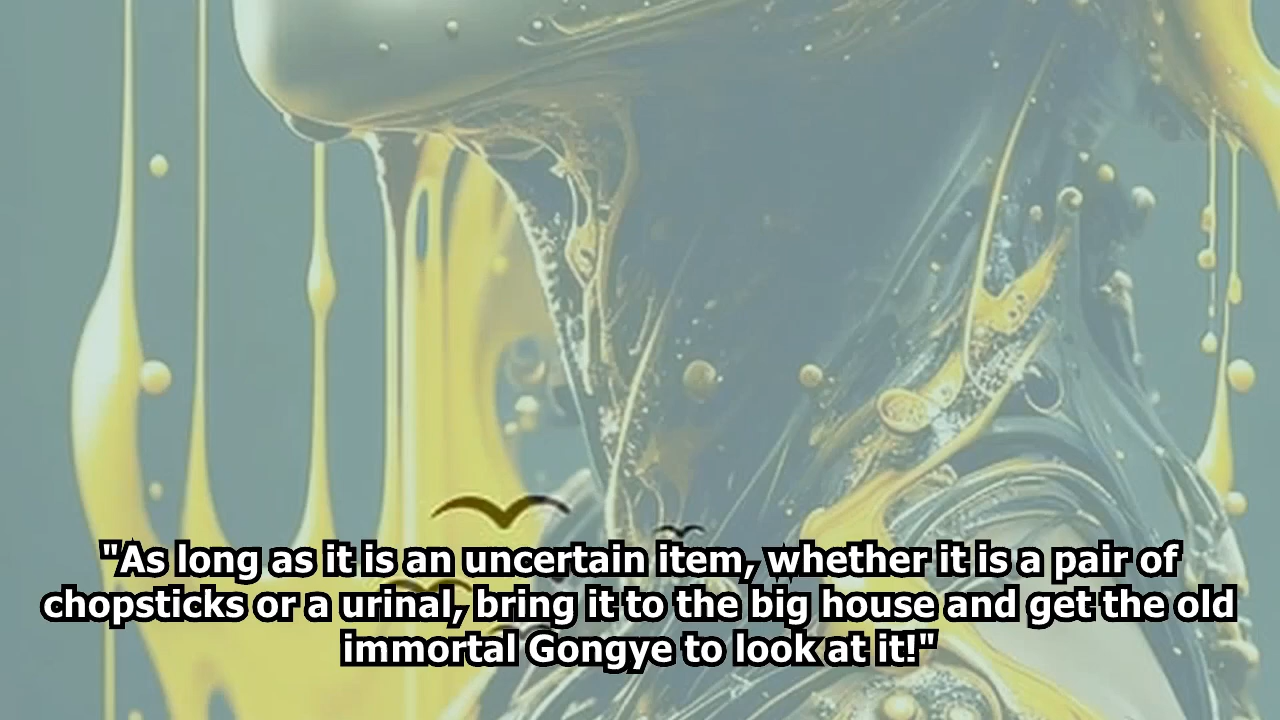 "As long as it is an uncertain item, whether it is a pair of
chopsticks or a urinal, bring it to the big house and get the old
immortal Gongye to look at it!"